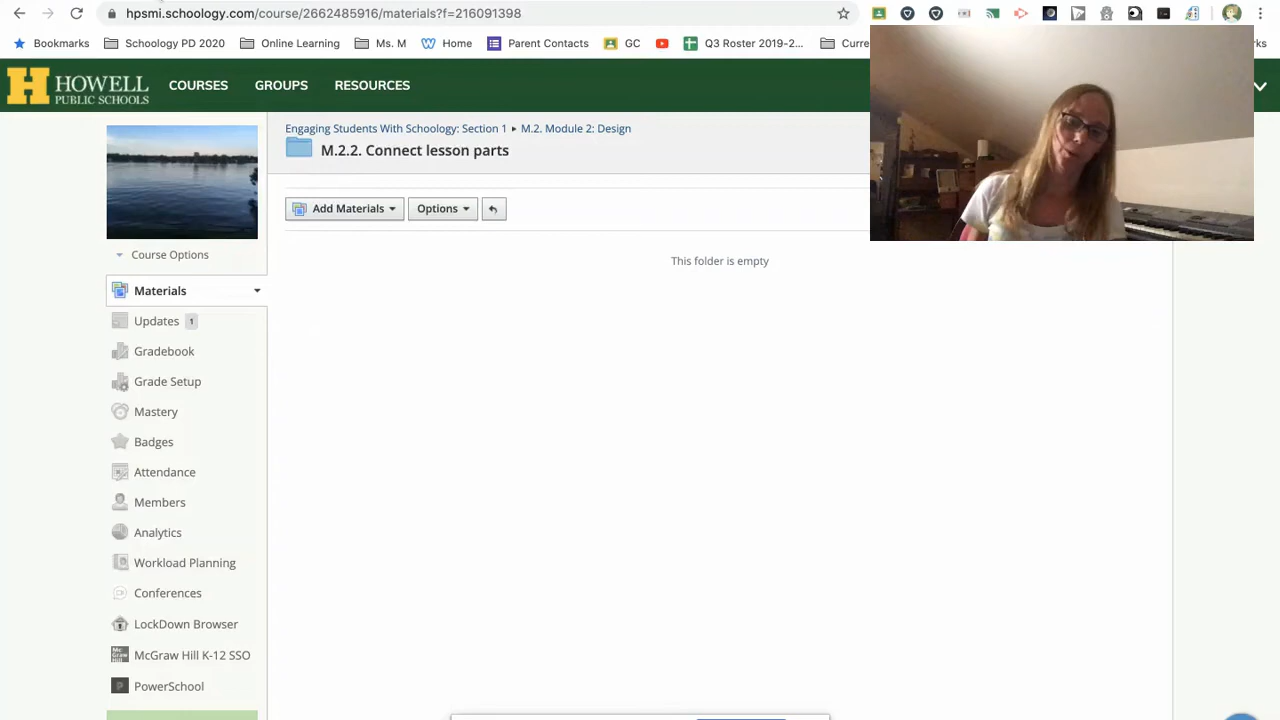 hpsmi.schoology.com/course/2662485916/materials?f=216091398
Bookmarks Schoology PD 2020 Online Learning Ms. M Home Parent Contacts GC Q3 Roster 2019-2...
H HOWELL PUBLIC SCHOOLS
COURSES GROUPS RESOURCES
Engaging Students With Schoology: Section 1 ▸ M.2. Module 2: Design
M.2.2. Connect lesson parts
Add Materials Options
This folder is empty
Course Options
Materials
Updates 1
Gradebook
Grade Setup
Mastery
Badges
Attendance
Members
Analytics
Workload Planning
Conferences
LockDown Browser
Mc Graw Hill McGraw Hill K-12 SSO
P PowerSchool